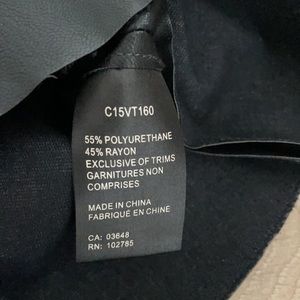 C15VT160
55% POLYURETHANE
45% RAYON
EXCLUSIVE OF TRIMS
GARNITURES NON
COMPRISES
MADE IN CHINA
FABRIQUÉ EN CHINE
CA: 03648
RN: 102785